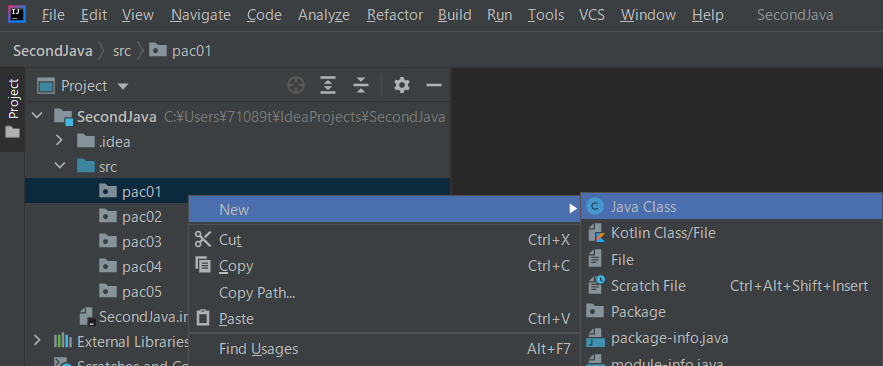 IJ File Edit View Navigate Code Analyze Refactor Build Run Tools VCS Window Help SecondJava
SecondJava src pac01
Project
Project
SecondJava C:¥Users¥71089t¥IdeaProjects¥SecondJava
.idea
src
pac01
pac02
pac03
pac04
pac05
SecondJava.im
External Libraries
Scratches and Co
New
Cut Ctrl+X
Copy Ctrl+C
Copy Path...
Paste Ctrl+V
Find Usages Alt+F7
Java Class
Kotlin Class/File
File
Scratch File Ctrl+Alt+Shift+Insert
Package
package-info.java
module-info.java